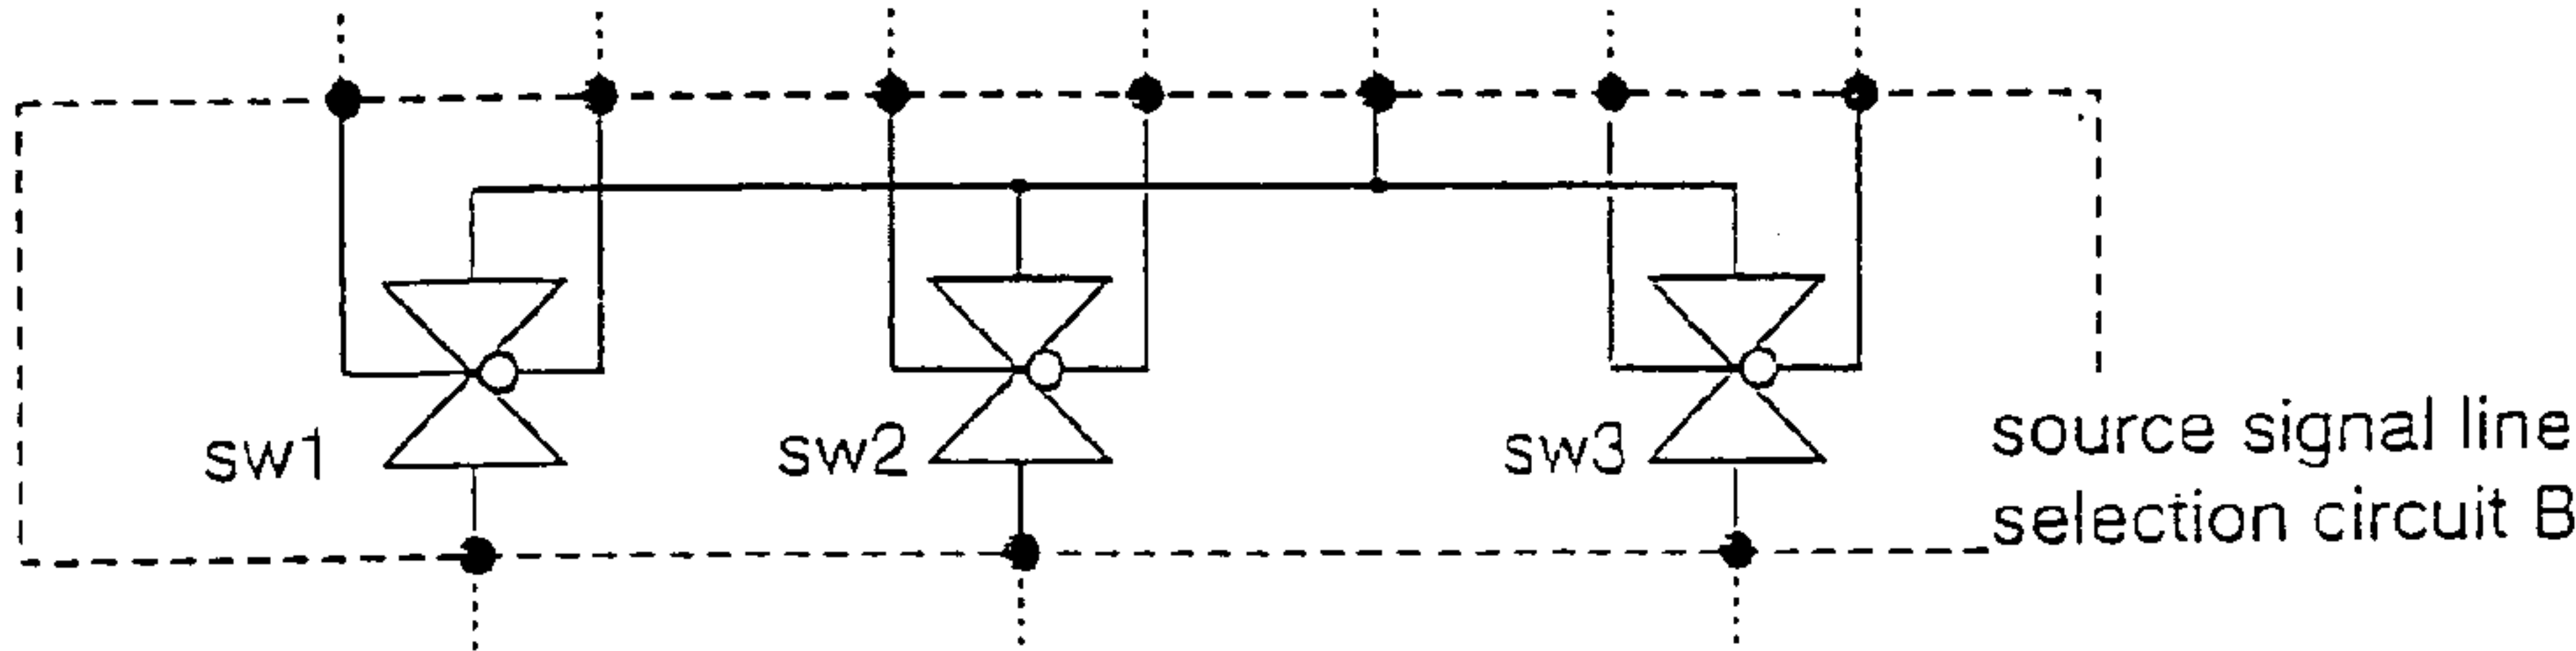 sw1
sw2
sw3
source signal line
selection circuit B